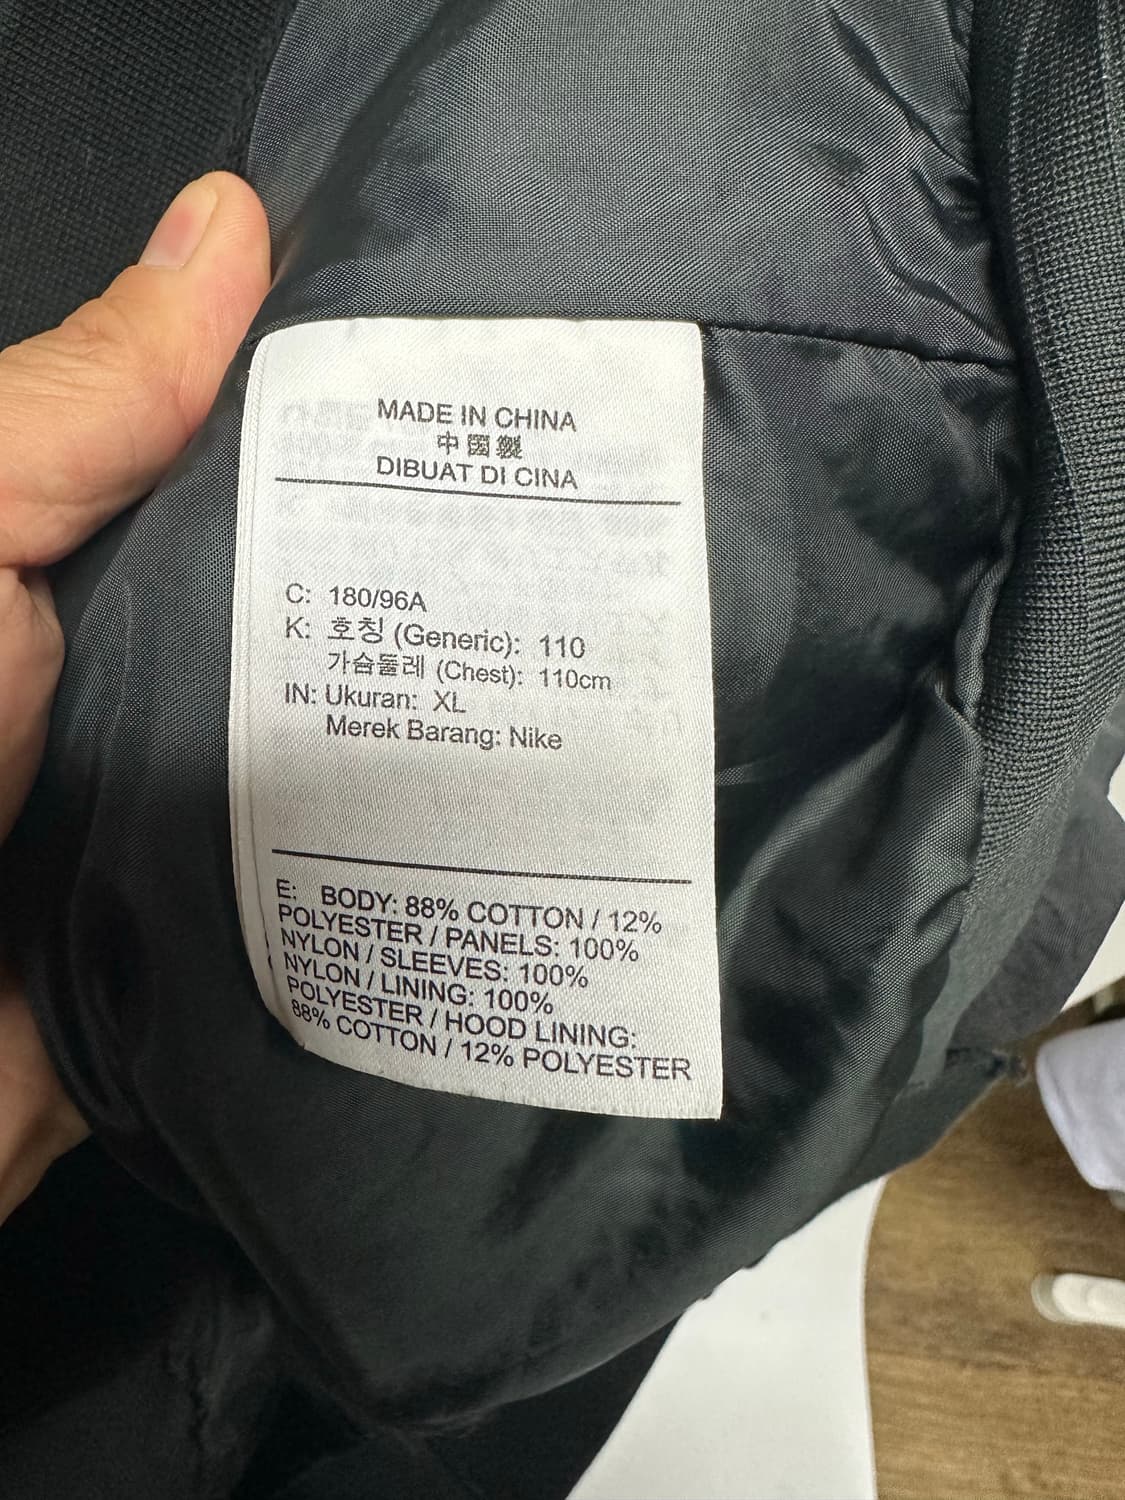 MADE IN CHINA
中國製
DIBUAT DI CINA
C: 180/96A
K: 호칭 (Generic): 110
가슴둘레 (Chest): 110cm
IN: Ukuran: XL
Merek Barang: Nike
E: BODY: 88% COTTON / 12%
POLYESTER / PANELS: 100%
NYLON / SLEEVES: 100%
NYLON / LINING: 100%
POLYESTER / HOOD LINING:
88% COTTON / 12% POLYESTER